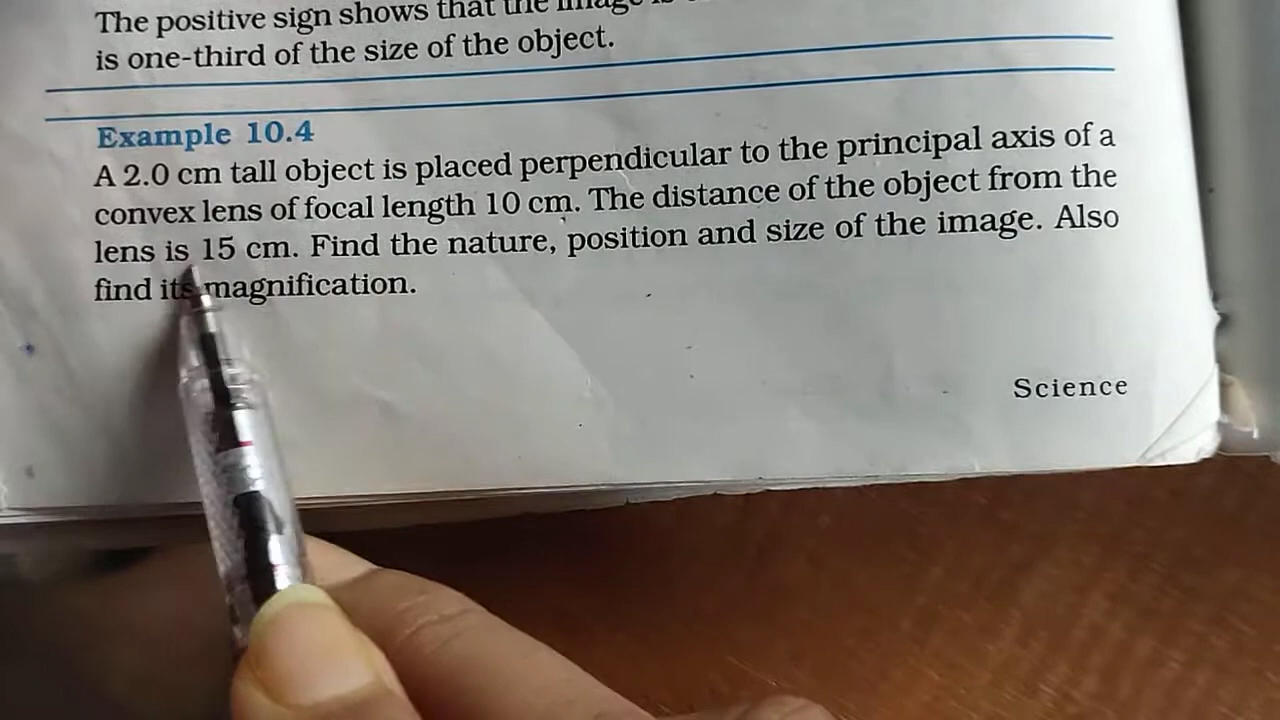 The positive sign shows that the image is
is one-third of the size of the object.
Example 10.4
A 2.0 cm tall object is placed perpendicular to the principal axis of a
convex lens of focal length 10 cm. The distance of the object from the
lens is 15 cm. Find the nature, position and size of the image. Also
find its magnification.
Science